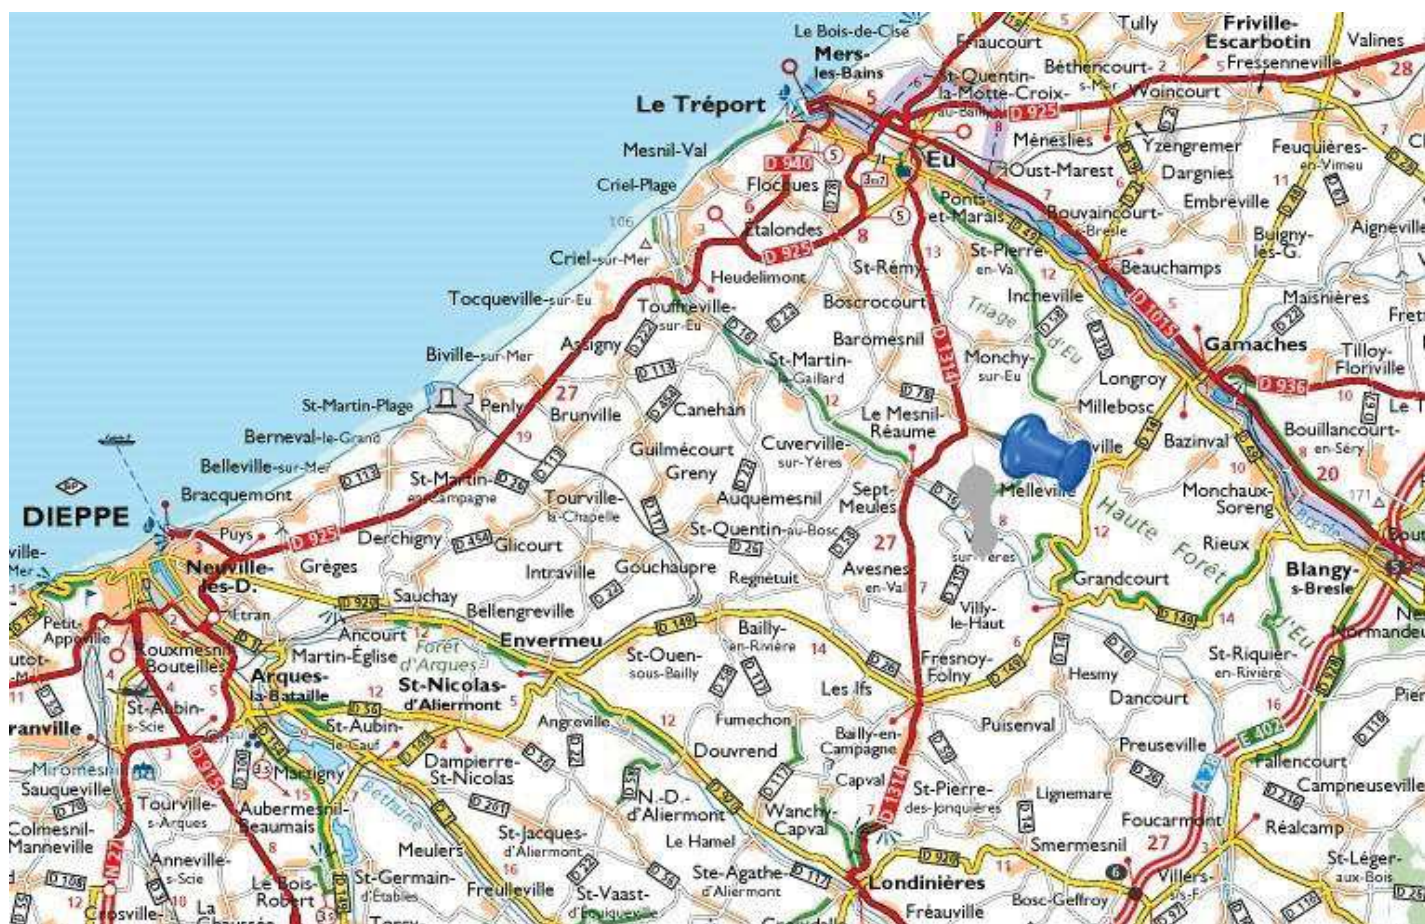 Le Bois-de-Cise
Mers-
les-Bains
Le Tréport
Mesnil-Val
Criel-Plage
Flocques
Étalondes
Criel-sur-Mer
Heudelimont
Tocqueville-sur-Eu
Touffreville-
sur-Eu
Assigny
Biville-sur-Mer
St-Martin-Plage
Penly
Brunville
Berneval-le-Grand
Belleville-sur-Mer
Bracquemont
DIEPPE
Puys
Neuville-
lès-D.
Grèges
Derchigny
St-Martin-
en-Campagne
Tourville-
la-Chapelle
Glicourt
Intraville
Gouchaupre
Guilmécourt
Greny
Canehan
Cuverville-
sur-Yères
Auquemesnil
St-Quentin-au-Bosc
St-Martin-
le-Gaillard
Friaucourt
Tully
Friville-
Escarbotin
Valines
Béthencourt-
s-Mer
Fressenneville
Woincourt
St-Quentin-
la-Motte-Croix-
au-Bailly
Méneslies
Yzengremer
Feuquières-
en-Vimeu
Eu
Oust-Marest
Dargnies
Embreville
Ponts-
et-Marais
Bouvaincourt-
s-Bresle
Buigny-
lès-G.
Aigneville
St-Pierre-
en-Val
Beauchamps
St-Rémy-
Boscrocourt
Incheville
Maisnières
Triage
d'Eu
Baromesnil
Monchy-
sur-Eu
Gamaches
Tilloy-
Floriville
Longroy
Millebosc
Le Mesnil-
Réaume
Bazinval
Bouillancourt-
en-Séry
Sept-
Meules
Melleville
Monchaux-
Soreng
Haute Forêt
d'Eu
Rieux
Blangy-
s-Bresle
Bresle
Avesnes-
en-Val
Regnétuit
Grandcourt
Villy-
le-Haut
Sauchay
Bellengreville
Ancourt
Martin-Église
Forêt
d'Arques
Envermeu
Bailly-
en-Rivière
St-Ouen-
sous-Bailly
Fresnoy-
Folny
Hesmy
Dancourt
St-Riquier-
en-Rivière
Petit-
Appeville
Etran
Rouxmesnil-
Bouteilles
Arques-
la-Bataille
St-Nicolas-
d'Aliermont
Les Ifs
St-Aubin-
s-Scie
St-Aubin-
le-Cauf
Angreville
Fumechon
Puisenval
Bailly-en-
Campagne
Douvrend
Preuseville
Fallencourt
Miromesnil
Sauqueville
Martigny
Dampierre-
St-Nicolas
Capval
St-Pierre-
des-Jonquières
Lignemare
Campneuseville
Tourville-
s-Arques
Aubermesnil-
Beaumais
Béthune
N.-D.-
d'Aliermont
Wanchy-
Capval
Foucarmont
Réalcamp
Colmesnil-
Manneville
Anneville-
s-Scie
Meulers
St-Jacques-
d'Aliermont
Le Hamel
Smermesnil
St-Léger-
aux-Bois
Le Bois-
Robert
St-Germain-
d'Étables
Freulleville
Ste-Agathe-
d'Aliermont
Londinières
Bosc-Geffroy
Villers-
s/s-F.
Crosville-
St-Vaast-
d'Équiqueville
Fréauville
D 925
D 940
D 1314
D 1015
D 936
D 915
N 27
E 402
D 920
D 149